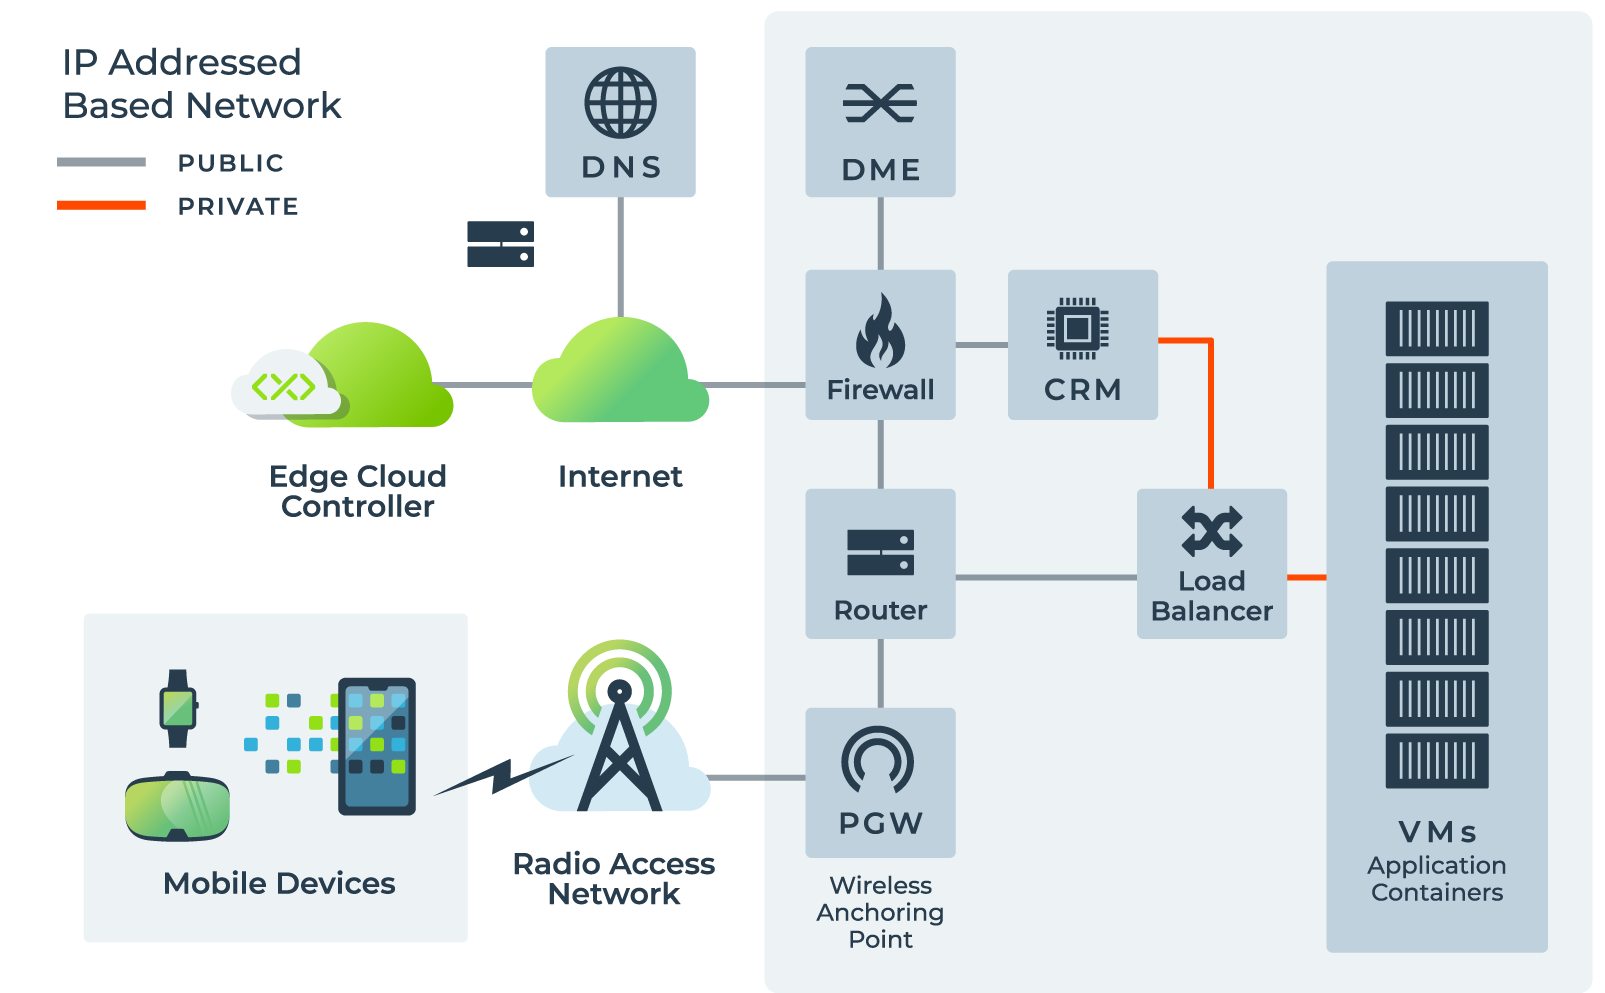 IP Addressed
Based Network
PUBLIC
PRIVATE
DNS
DME
Firewall
CRM
Edge Cloud
Controller
Internet
Router
Load
Balancer
Mobile Devices
Radio Access
Network
PGW
Wireless
Anchoring
Point
VMs
Application
Containers